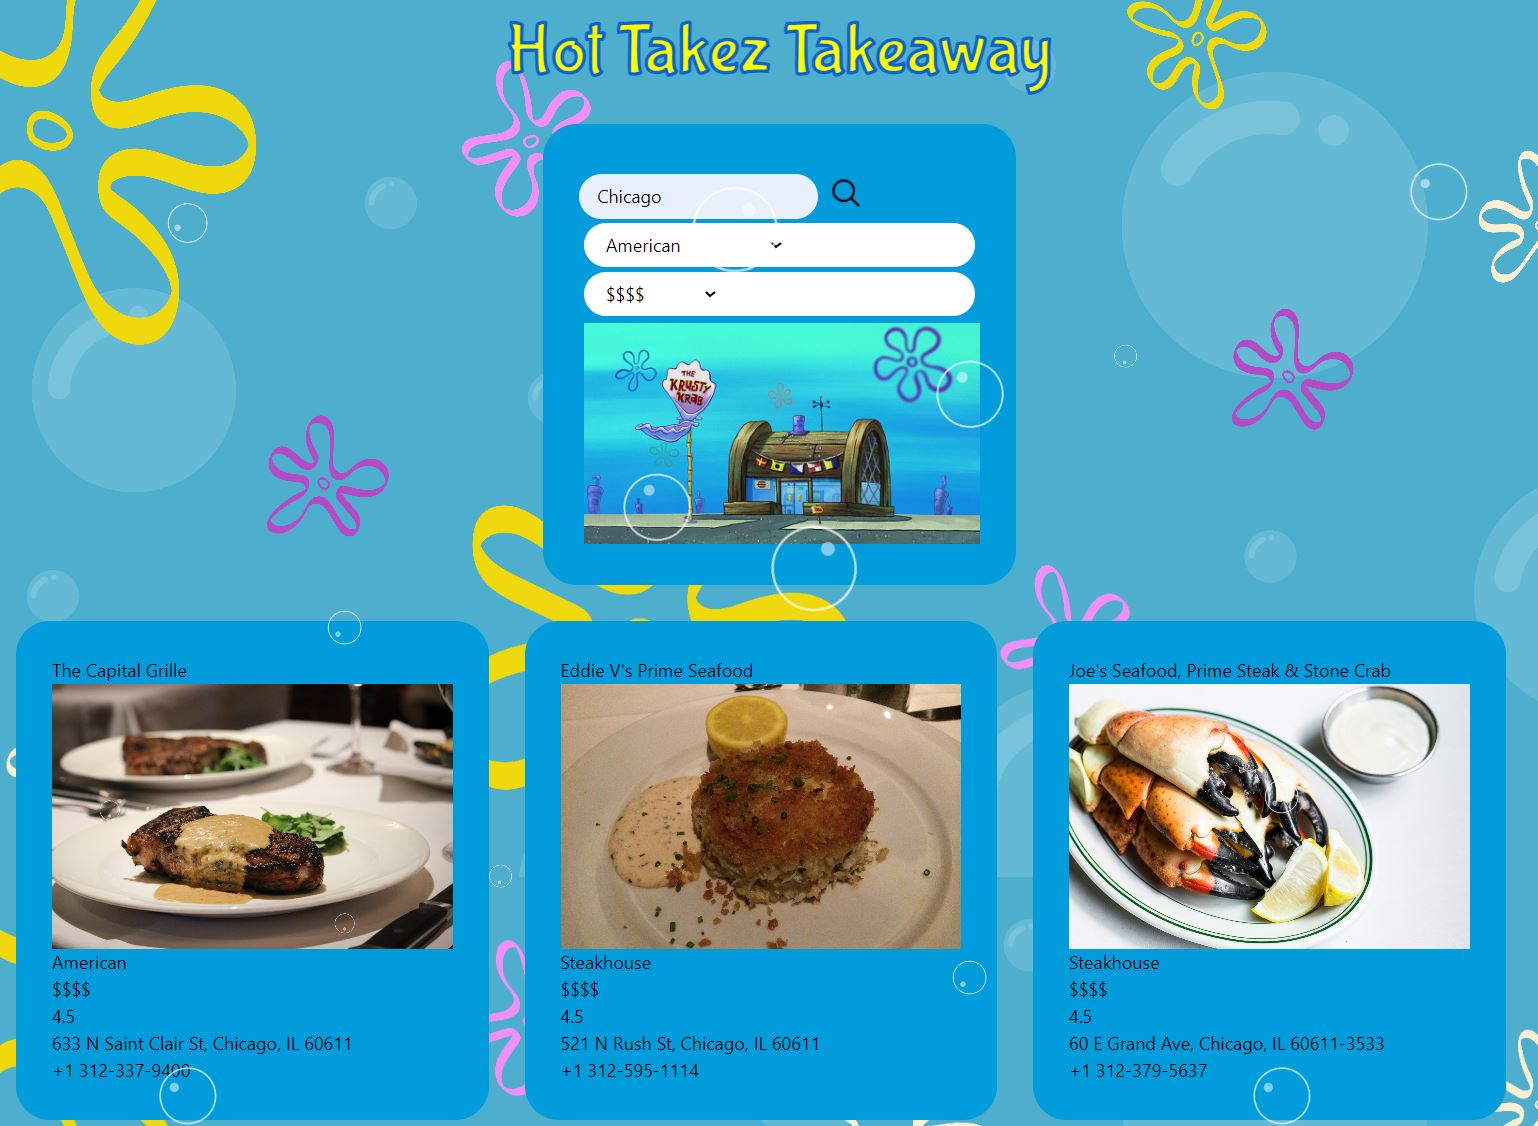 Hot Takez Takeaway
Chicago
American
$$$$
THE
KRUSTY
KRAB
The Capital Grille
American
$$$$
4.5
633 N Saint Clair St, Chicago, IL 60611
+1 312-337-9400
Eddie V's Prime Seafood
Steakhouse
$$$$
4.5
521 N Rush St, Chicago, IL 60611
+1 312-595-1114
Joe's Seafood, Prime Steak & Stone Crab
Steakhouse
$$$$
4.5
60 E Grand Ave, Chicago, IL 60611-3533
+1 312-379-5637